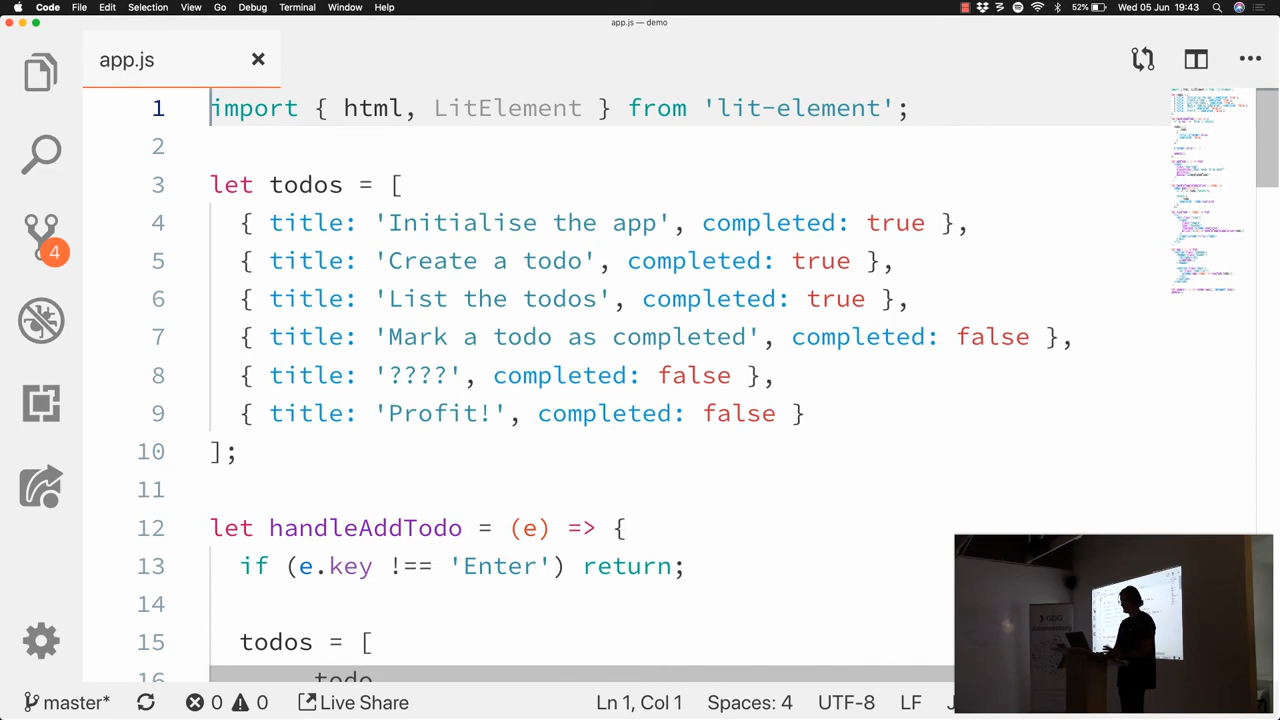 Code File Edit Selection View Go Debug Terminal Window Help 52% Wed 05 Jun 19:43
app.js — demo
app.js
1 import { html, LitElement } from 'lit-element';
2
3 let todos = [
4 { title: 'Initialise the app', completed: true },
5 { title: 'Create a todo', completed: true },
6 { title: 'List the todos', completed: true },
7 { title: 'Mark a todo as completed', completed: false },
8 { title: '????', completed: false },
9 { title: 'Profit!', completed: false }
10 ];
11
12 let handleAddTodo = (e) => {
13 if (e.key !== 'Enter') return;
14
15 todos = [
16 todo
4
master* 0 0 Live Share Ln 1, Col 1 Spaces: 4 UTF-8 LF
GDG